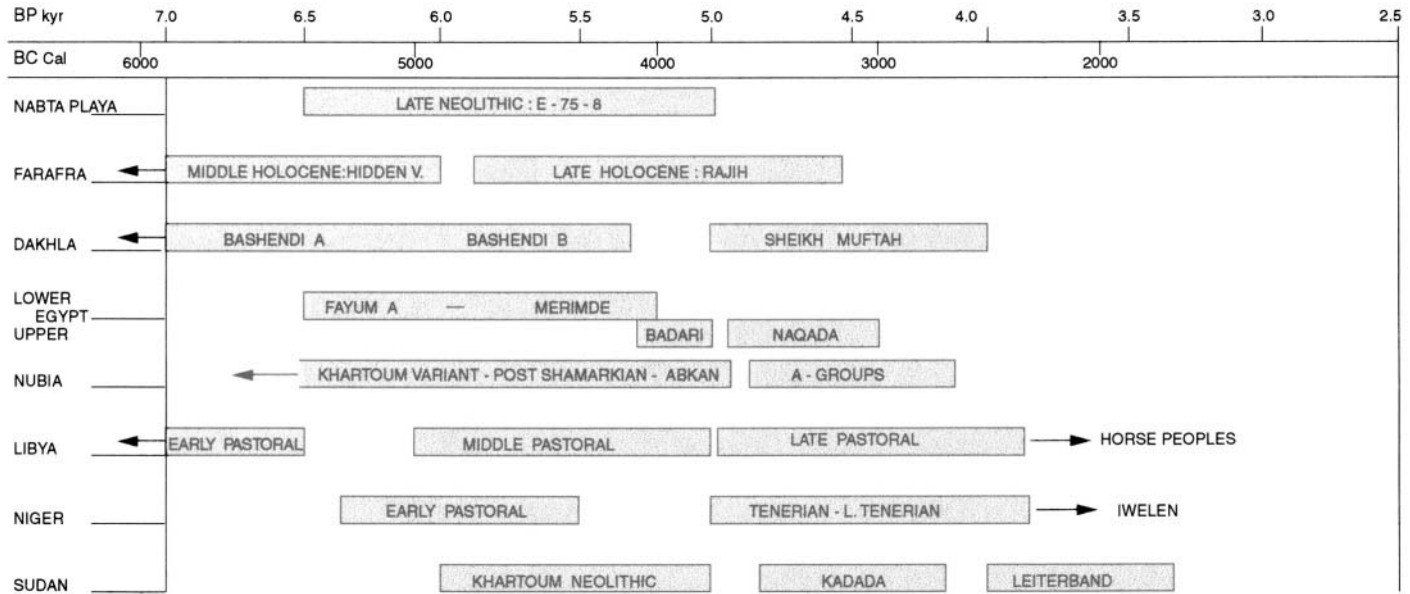 BP kyr 7.0 6.5 6.0 5.5 5.0 4.5 4.0 3.5 3.0 2.5
BC Cal 6000 5000 4000 3000 2000
NABTA PLAYA LATE NEOLITHIC : E - 75 - 8
FARAFRA MIDDLE HOLOCENE:HIDDEN V. LATE HOLOCENE : RAJIH
DAKHLA BASHENDI A BASHENDI B SHEIKH MUFTAH
LOWER FAYUM A — MERIMDE
EGYPT
UPPER BADARI NAQADA
NUBIA KHARTOUM VARIANT - POST SHAMARKIAN - ABKAN A - GROUPS
LIBYA EARLY PASTORAL MIDDLE PASTORAL LATE PASTORAL HORSE PEOPLES
NIGER EARLY PASTORAL TENERIAN - L. TENERIAN IWELEN
SUDAN KHARTOUM NEOLITHIC KADADA LEITERBAND